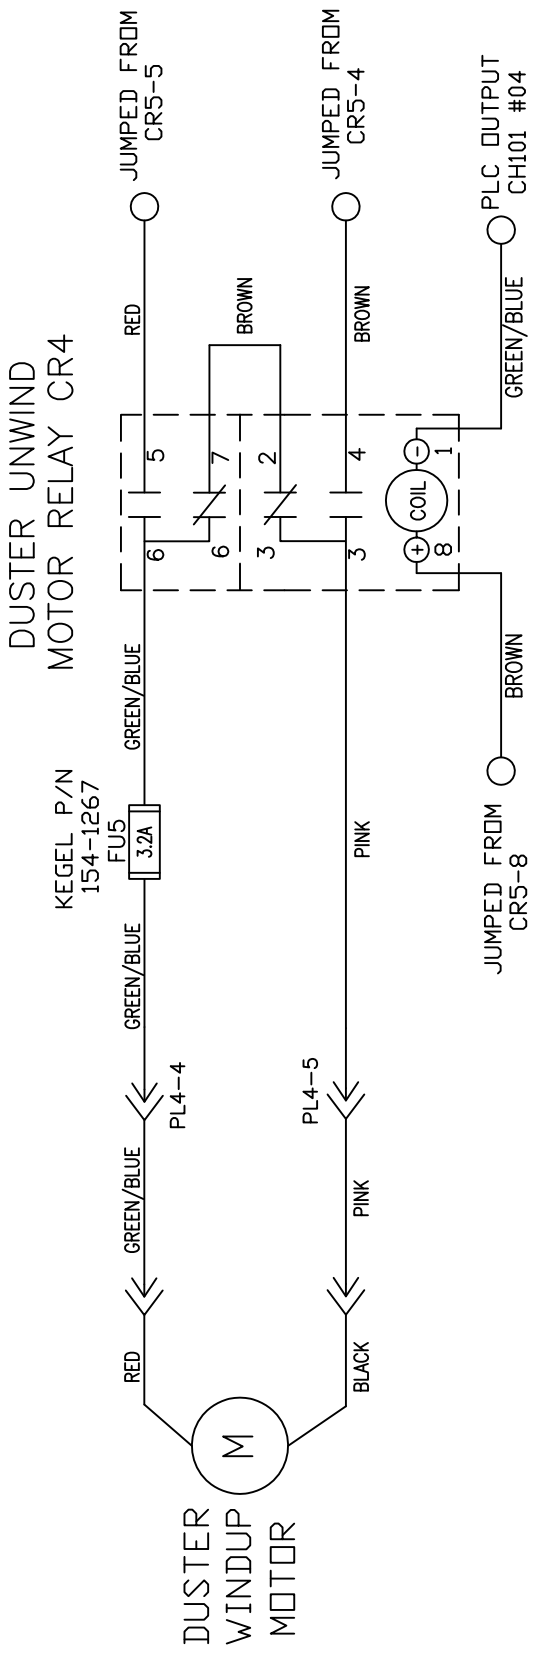 DUSTER UNWIND
MOTOR RELAY CR4
DUSTER
WINDUP
MOTOR
M
RED
GREEN/BLUE
PL4-4
GREEN/BLUE
KEGEL P/N
154-1267
FU5
3.2A
GREEN/BLUE
6
5
RED
JUMPED FROM
CR5-5
6
7
BROWN
3
2
BLACK
PINK
PL4-5
PINK
3
4
BROWN
JUMPED FROM
CR5-4
JUMPED FROM
CR5-8
BROWN
+
8
COIL
-
1
GREEN/BLUE
PLC OUTPUT
CH101 #04